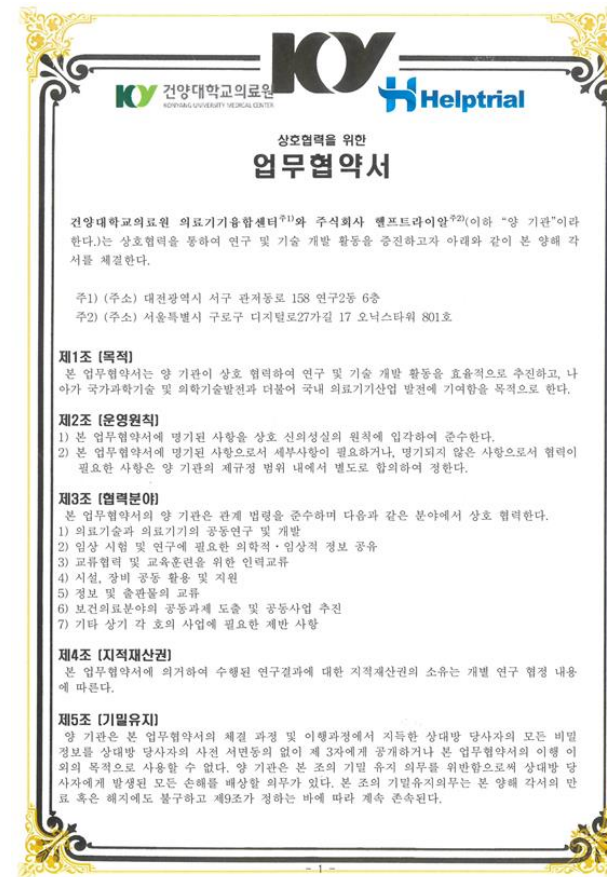 KY
KY 건양대학교의료원
KONYANG UNIVERSITY MEDICAL CENTER
Helptrial
상호협력을 위한
업무협약서
건양대학교의료원 의료기기융합센터주1)와 주식회사 헬프트라이알주2)(이하 “양 기관”이라
한다.)는 상호협력을 통하여 연구 및 기술 개발 활동을 증진하고자 아래와 같이 본 양해 각
서를 체결한다.
주1) (주소) 대전광역시 서구 관저동로 158 연구2동 6층
주2) (주소) 서울특별시 구로구 디지털로27가길 17 오닉스타워 801호
제1조 [목적]
본 업무협약서는 양 기관이 상호 협력하여 연구 및 기술 개발 활동을 효율적으로 추진하고, 나
아가 국가과학기술 및 의학기술발전과 더불어 국내 의료기기산업 발전에 기여함을 목적으로 한다.
제2조 [운영원칙]
1) 본 업무협약서에 명기된 사항을 상호 신의성실의 원칙에 입각하여 준수한다.
2) 본 업무협약서에 명기된 사항으로서 세부사항이 필요하거나, 명기되지 않은 사항으로서 협력이
필요한 사항은 양 기관의 제규정 범위 내에서 별도로 합의하여 정한다.
제3조 [협력분야]
본 업무협약서의 양 기관은 관계 법령을 준수하며 다음과 같은 분야에서 상호 협력한다.
1) 의료기술과 의료기기의 공동연구 및 개발
2) 임상 시험 및 연구에 필요한 의학적・임상적 정보 공유
3) 교류협력 및 교육훈련을 위한 인력교류
4) 시설, 장비 공동 활용 및 지원
5) 정보 및 출판물의 교류
6) 보건의료분야의 공동과제 도출 및 공동사업 추진
7) 기타 상기 각 호의 사업에 필요한 제반 사항
제4조 [지적재산권]
본 업무협약서에 의거하여 수행된 연구결과에 대한 지적재산권의 소유는 개별 연구 협정 내용
에 따른다.
제5조 [기밀유지]
양 기관은 본 업무협약서의 체결 과정 및 이행과정에서 지득한 상대방 당사자의 모든 비밀
정보를 상대방 당사자의 사전 서면동의 없이 제 3자에게 공개하거나 본 업무협약서의 이행 이
외의 목적으로 사용할 수 없다. 양 기관은 본 조의 기밀 유지 의무를 위반함으로써 상대방 당
사자에게 발생된 모든 손해를 배상할 의무가 있다. 본 조의 기밀유지의무는 본 양해 각서의 만
료 혹은 해지에도 불구하고 제9조가 정하는 바에 따라 계속 존속된다.
- 1 -